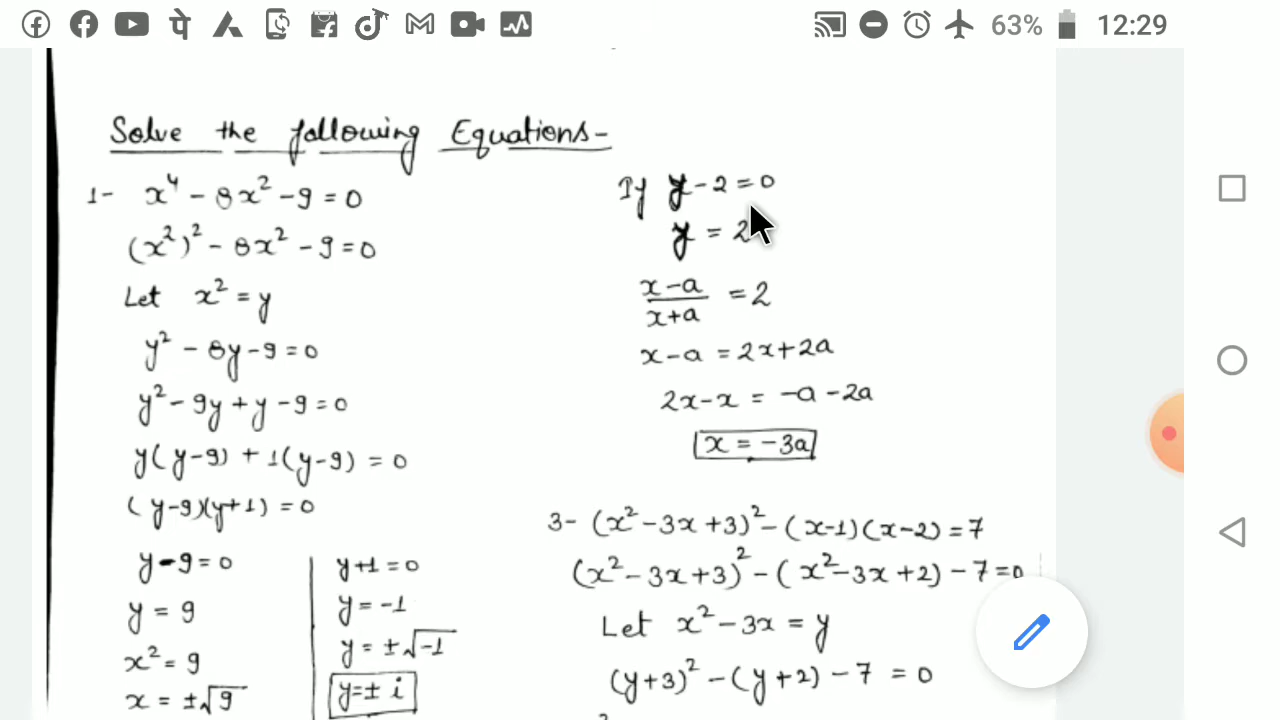 63% 12:29
Solve the following Equations-
1- x⁴ - 8x² - 9 = 0
(x²)² - 8x² - 9 = 0
Let x² = y
y² - 8y - 9 = 0
y² - 9y + y - 9 = 0
y(y-9) + 1(y-9) = 0
(y-9)(y+1) = 0
y-9 = 0
y = 9
x² = 9
x = ±√9
y+1 = 0
y = -1
y = ±√-1
y = ± i
If y - 2 = 0
y = 2
x-a / x+a = 2
x-a = 2x+2a
2x-x = -a-2a
x = -3a
3- (x²-3x+3)² - (x-1)(x-2) = 7
(x²-3x+3)² - (x²-3x+2) - 7 = 0
Let x² - 3x = y
(y+3)² - (y+2) - 7 = 0